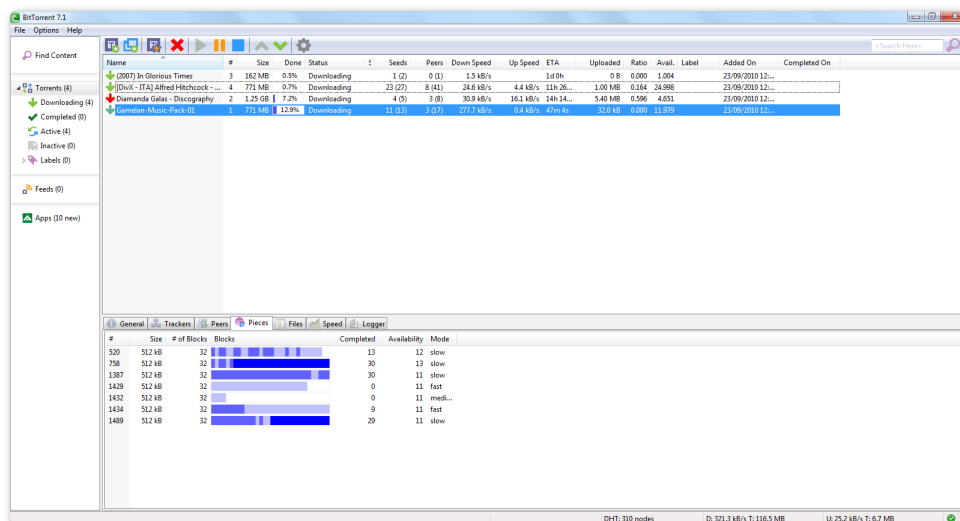 BitTorrent 7.1
File Options Help
<Search Here>
Find Content
Torrents (4)
Downloading (4)
Completed (0)
Active (4)
Inactive (0)
Labels (0)
Feeds (0)
Apps (10 new)
Name # Size Done Status S Seeds Peers Down Speed Up Speed ETA Uploaded Ratio Avail. Label Added On Completed On
(2007) In Glorious Times 3 162 MB 0.5% Downloading 1 (2) 0 (1) 1.5 kB/s 1d 0h 0 B 0.000 1.004 23/09/2010 12:...
[DivX - ITA] Alfred Hitchcock - ... 4 771 MB 0.7% Downloading 23 (27) 8 (41) 24.6 kB/s 4.4 kB/s 11h 26... 1.00 MB 0.164 24.998 23/09/2010 12:...
Diamanda Galas - Discography 2 1.25 GB 7.2% Downloading 4 (5) 3 (8) 30.9 kB/s 16.1 kB/s 14h 14... 5.40 MB 0.596 4.651 23/09/2010 12:...
Gamelan-Music-Pack-01 1 771 MB 12.9% Downloading 11 (13) 3 (17) 277.7 kB/s 0.4 kB/s 47m 4s 32.0 kB 0.000 11.979 23/09/2010 12:...
General Trackers Peers Pieces Files Speed Logger
# Size # of Blocks Blocks Completed Availability Mode
520 512 kB 32 13 12 slow
758 512 kB 32 30 13 slow
1387 512 kB 32 30 11 slow
1429 512 kB 32 0 11 fast
1432 512 kB 32 0 11 medi...
1434 512 kB 32 9 11 fast
1489 512 kB 32 29 11 slow
DHT: 310 nodes D: 321.3 kB/s T: 116.5 MB U: 25.2 kB/s T: 6.7 MB